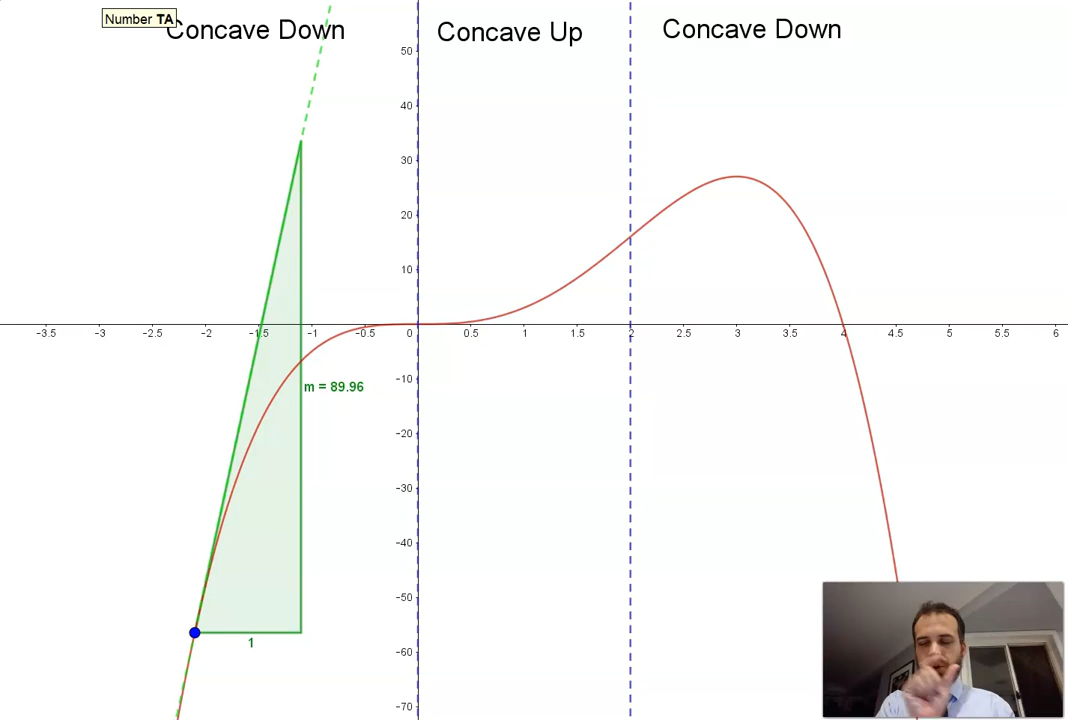 Number TA
Concave Down
Concave Up
Concave Down
50
40
30
20
10
-3.5 -3 -2.5 -2 -1.5 -1 -0.5 0 0.5 1 1.5 2 2.5 3 3.5 4 4.5 5 5.5 6
-10
m = 89.96
-20
-30
-40
-50
-60
1
-70